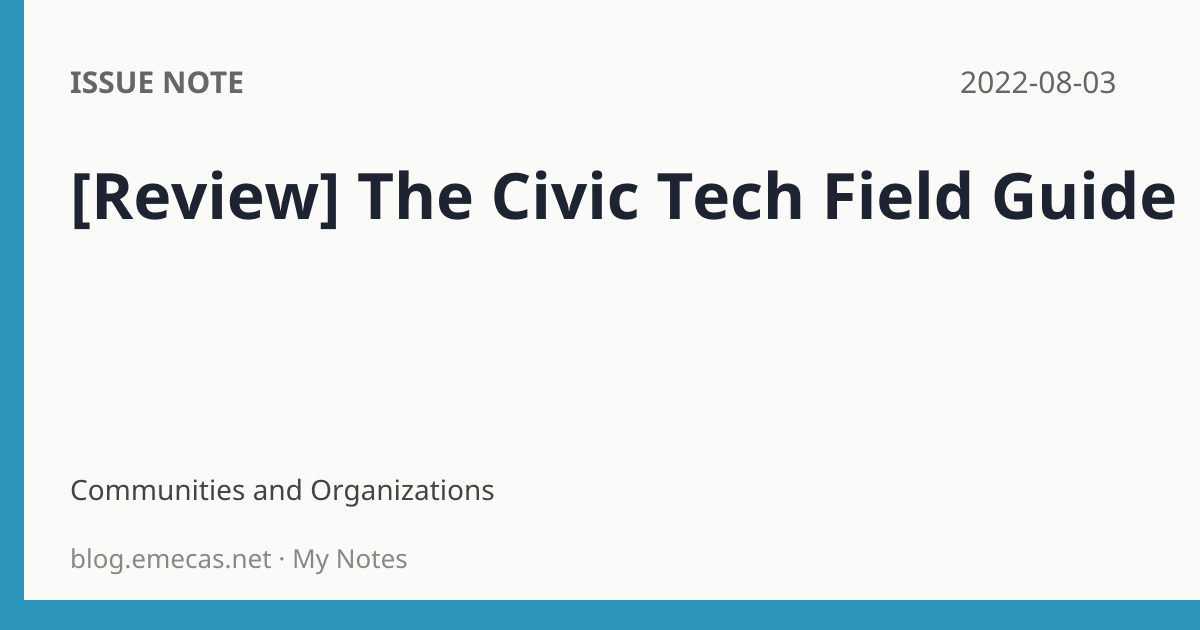 ISSUE NOTE
2022-08-03
[Review] The Civic Tech Field Guide
Communities and Organizations
blog.emecas.net · My Notes